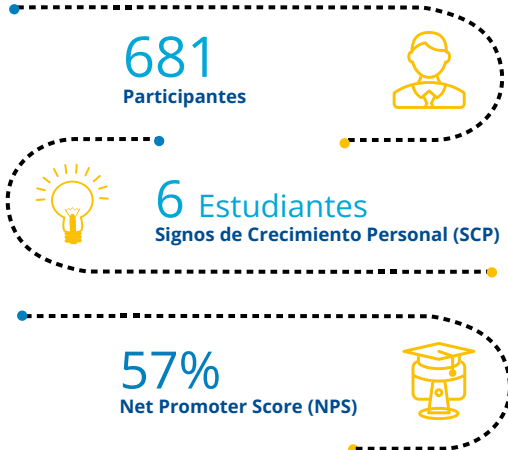 681
Participantes
6 Estudiantes
Signos de Crecimiento Personal (SCP)
57%
Net Promoter Score (NPS)